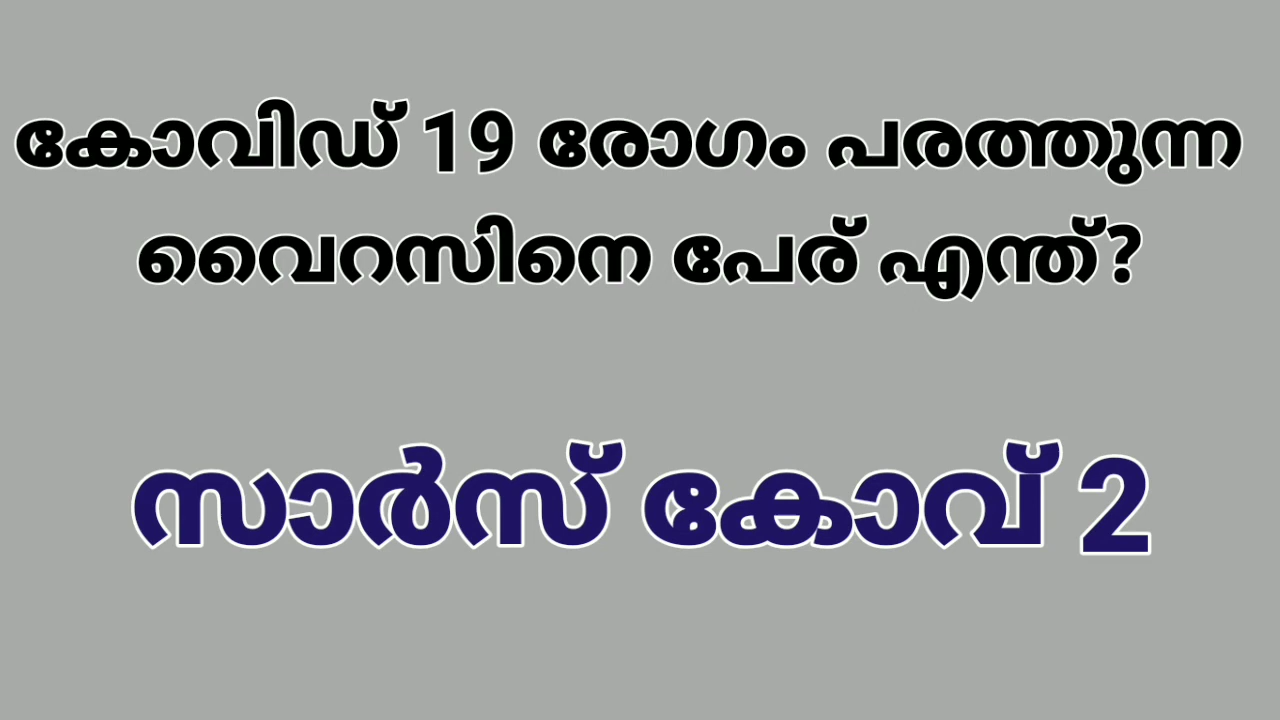 കോവിഡ് 19 രോഗം പരത്തുന്ന
വൈറസിനെ പേര് എന്ത്?
സാർസ് കോവ് 2